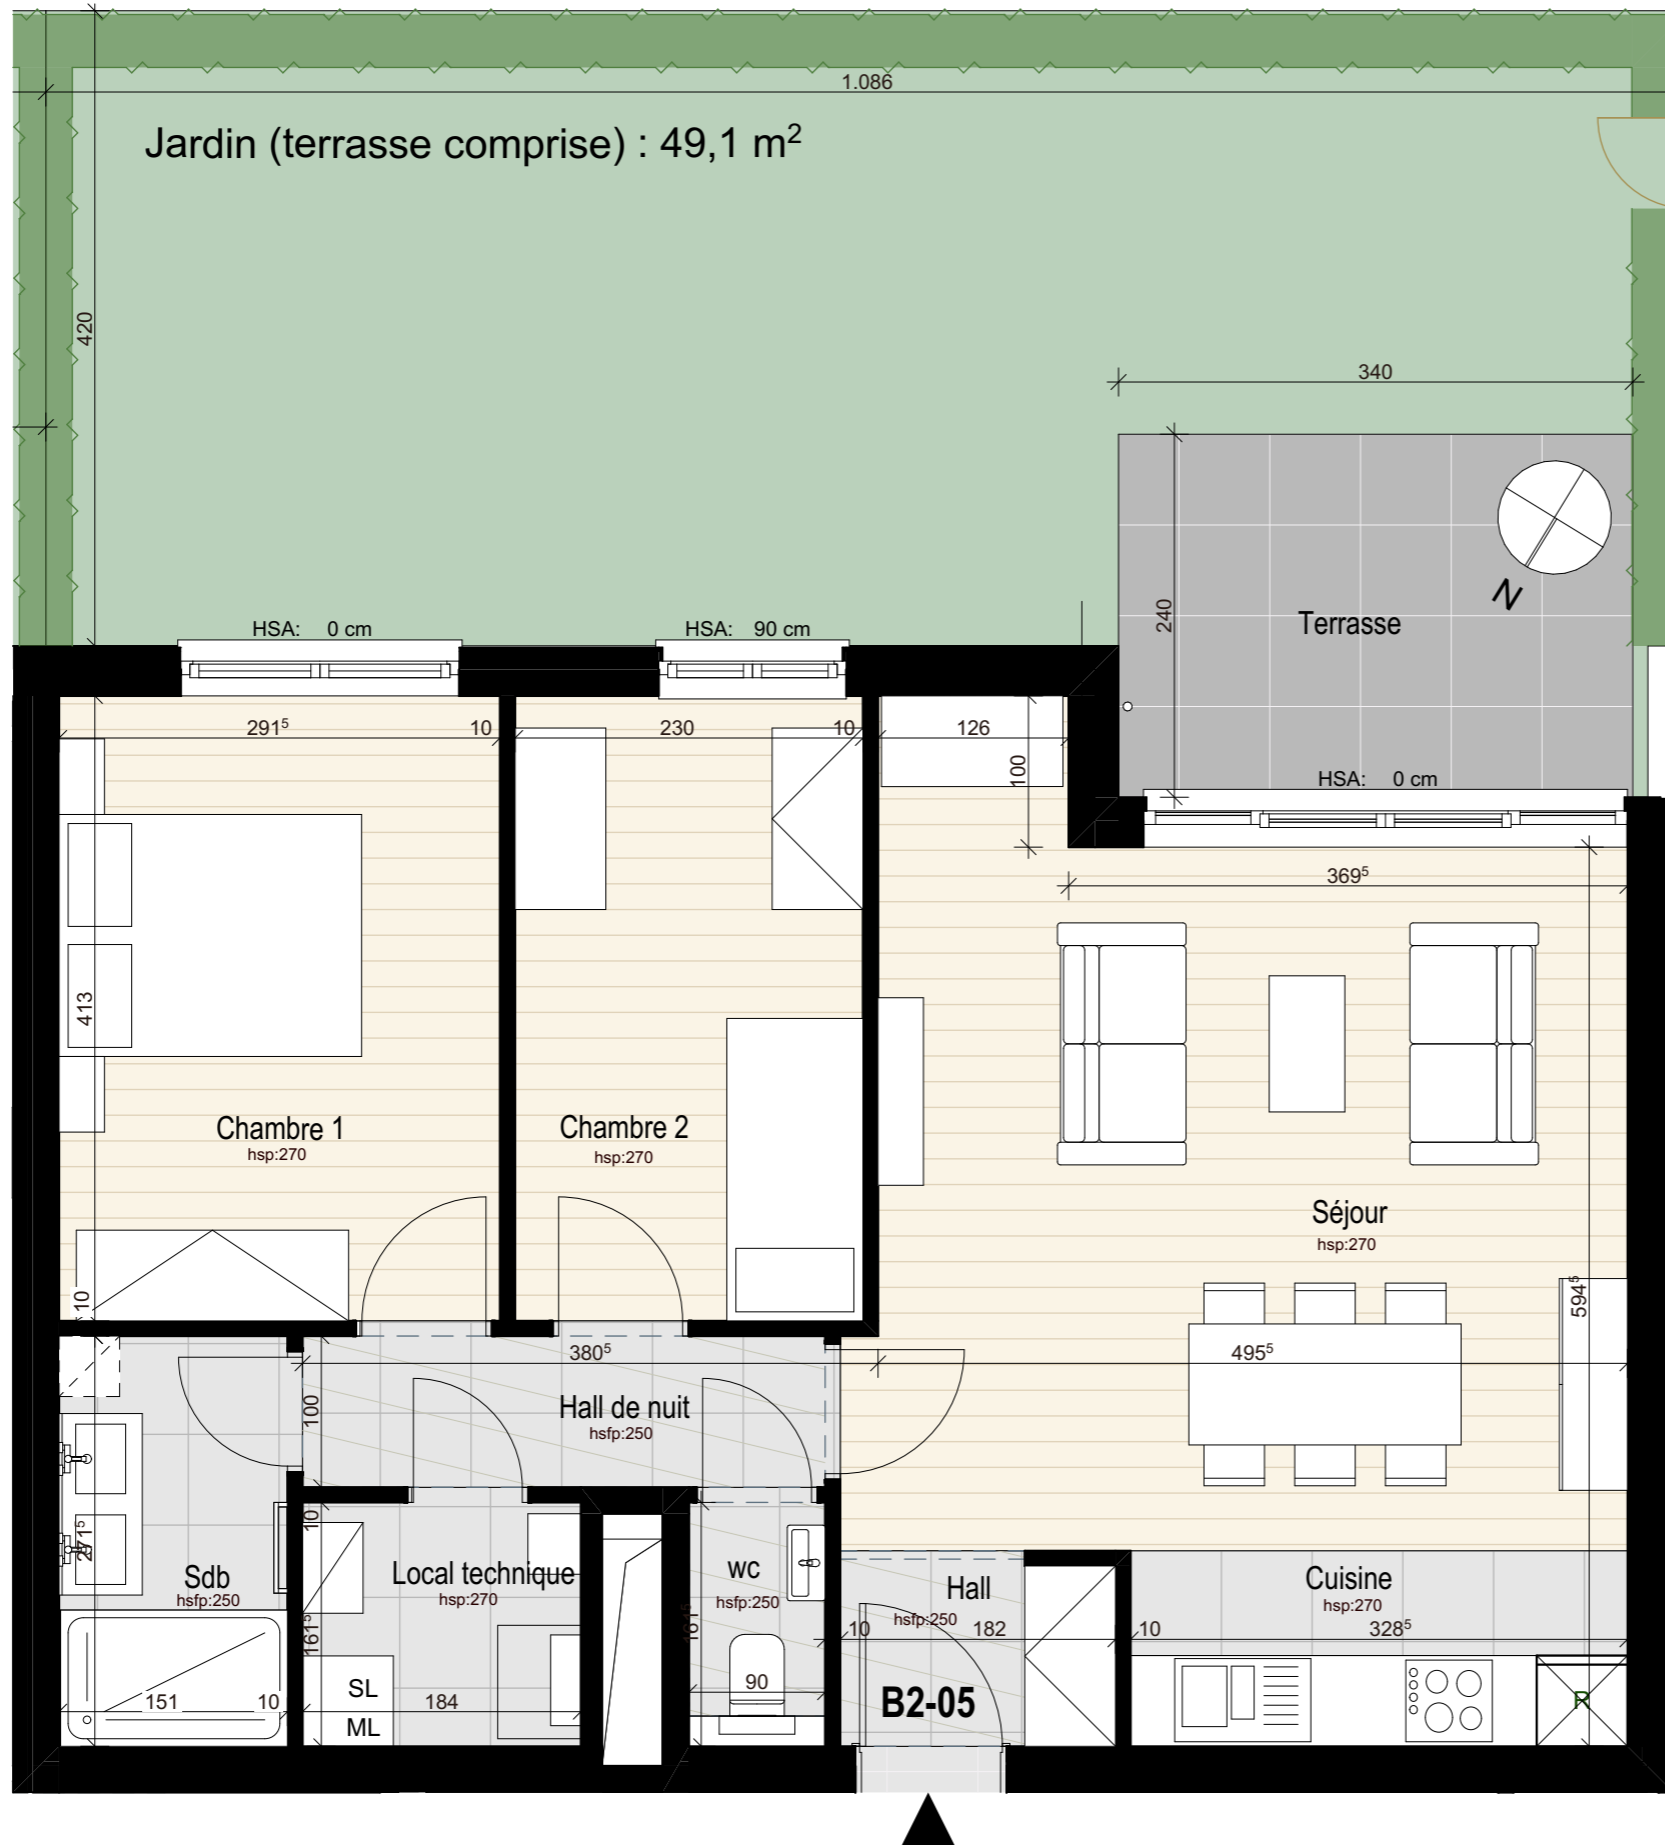 1.086
Jardin (terrasse comprise) : 49,1 m²
420
340
240
N
Terrasse
HSA: 0 cm
HSA: 90 cm
HSA: 0 cm
291⁵
10
230
10
126
100
369⁵
413
Chambre 1
hsp:270
Chambre 2
hsp:270
Séjour
hsp:270
594⁵
10
380⁵
495⁵
100
Hall de nuit
hsfp:250
271⁵
Sdb
hsfp:250
10
Local technique
hsp:270
161⁵
wc
hsfp:250
161⁵
Hall
hsfp:250
10
182
Cuisine
hsp:270
10
328⁵
151
10
SL
ML
184
90
B2-05
R